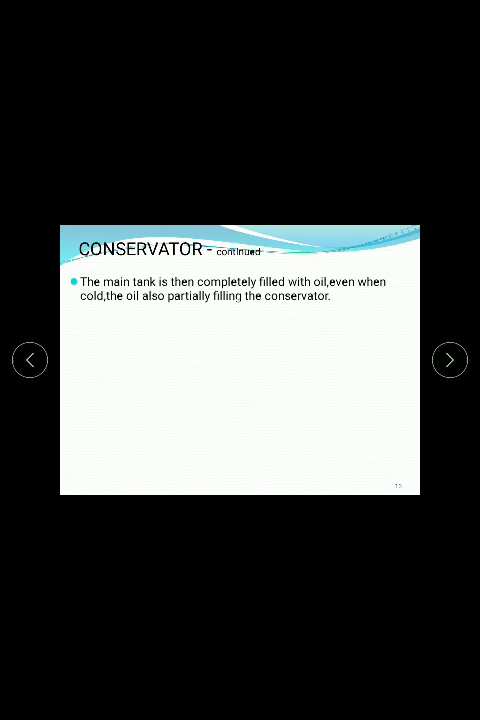 CONSERVATOR - continued
The main tank is then completely filled with oil,even when
cold,the oil also partially filling the conservator.